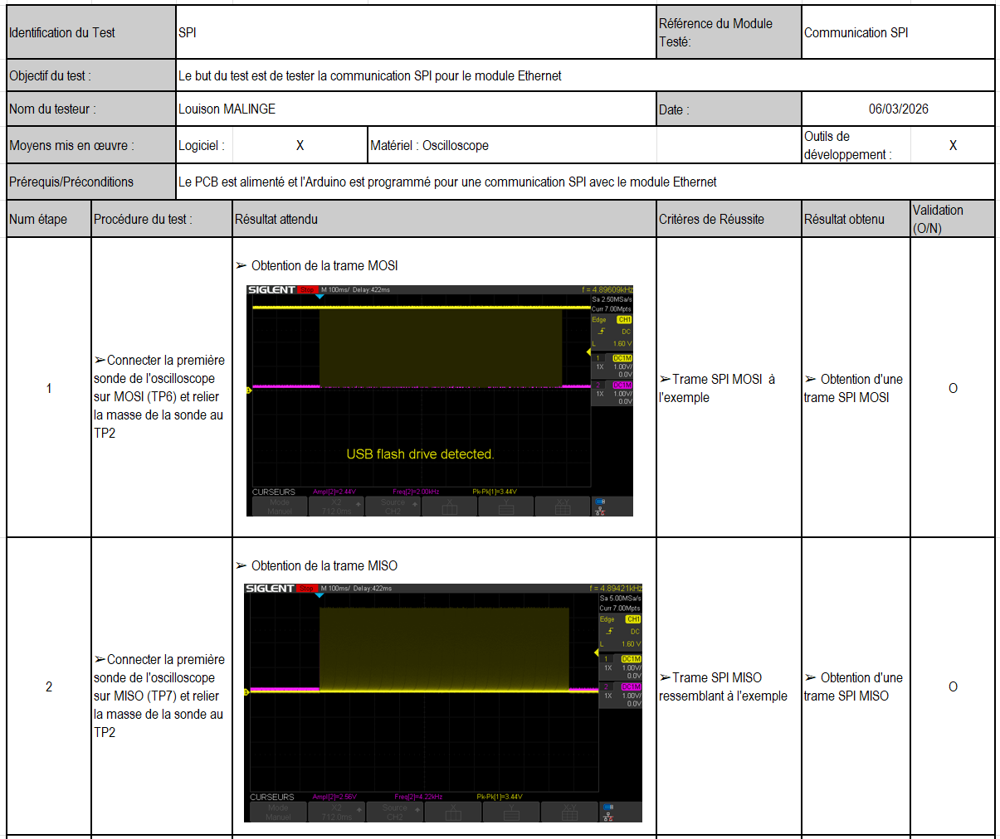 Identification du Test
SPI
Référence du Module
Testé:
Communication SPI
Objectif du test :
Le but du test est de tester la communication SPI pour le module Ethernet
Nom du testeur :
Louison MALINGE
Date :
06/03/2026
Moyens mis en œuvre :
Logiciel :
X
Matériel : Oscilloscope
Outils de
développement :
X
Prérequis/Préconditions
Le PCB est alimenté et l'Arduino est programmé pour une communication SPI avec le module Ethernet
Num étape
Procédure du test :
Résultat attendu
Critères de Réussite
Résultat obtenu
Validation
(O/N)
1
➢Connecter la première
sonde de l'oscilloscope
sur MOSI (TP6) et relier
la masse de la sonde au
TP2
➢ Obtention de la trame MOSI
SIGLENT Stop M 100ms/ Delay:422ms
f = 4.89609kHz
Sa 2.50MSa/s
Curr 7.00Mpts
Edge CH1
DC
L 1.60 V
1 DC1M
1X 1.00V/
0.0V
2 DC1M
1X 1.00V/
0.0V
1
USB flash drive detected.
CURSEURS
Ampl[2]=2.44V
Freq[2]=2.00kHz
Pk-Pk[1]=3.44V
Mode
Manuel
X2
712.0ms
Source
CH2
X
Y
X-Y
➢Trame SPI MOSI à
l'exemple
➢ Obtention d'une
trame SPI MOSI
O
2
➢Connecter la première
sonde de l'oscilloscope
sur MISO (TP7) et relier
la masse de la sonde au
TP2
➢ Obtention de la trame MISO
SIGLENT Stop M 100ms/ Delay:422ms
f = 4.89421kHz
Sa 5.00MSa/s
Curr 7.00Mpts
Edge CH1
DC
L 1.60 V
1 DC1M
1X 1.00V/
0.0V
2 DC1M
1X 1.00V/
0.0V
1
CURSEURS
Ampl[2]=2.56V
Freq[2]=4.22kHz
Pk-Pk[1]=3.44V
Mode
Manuel
X2
712.0ms
Source
CH2
X
Y
X-Y
➢Trame SPI MISO
ressemblant à l'exemple
➢ Obtention d'une
trame SPI MISO
O